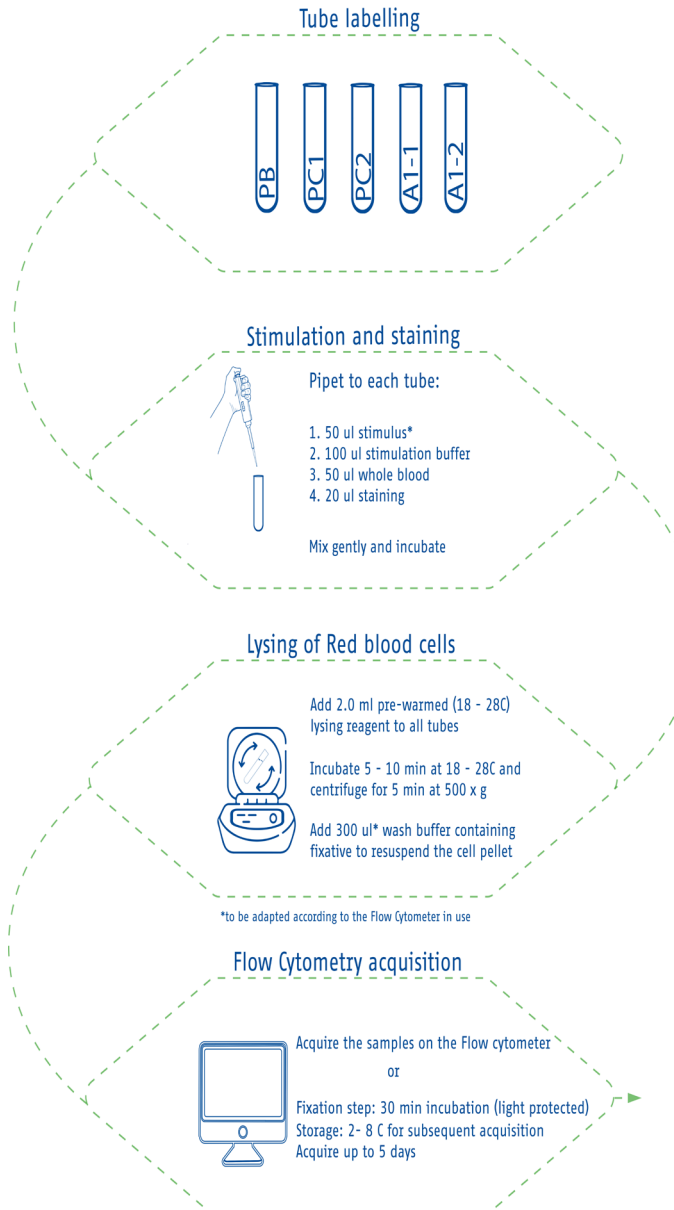 Tube labelling
PB
PC1
PC2
A1-1
A1-2
Stimulation and staining
Pipet to each tube:
1. 50 ul stimulus*
2. 100 ul stimulation buffer
3. 50 ul whole blood
4. 20 ul staining
Mix gently and incubate
Lysing of Red blood cells
Add 2.0 ml pre-warmed (18 - 28C)
lysing reagent to all tubes
Incubate 5 - 10 min at 18 - 28C and
centrifuge for 5 min at 500 x g
Add 300 ul* wash buffer containing
fixative to resuspend the cell pellet
*to be adapted according to the Flow Cytometer in use
Flow Cytometry acquisition
Acquire the samples on the Flow cytometer
or
Fixation step: 30 min incubation (light protected)
Storage: 2- 8 C for subsequent acquisition
Acquire up to 5 days